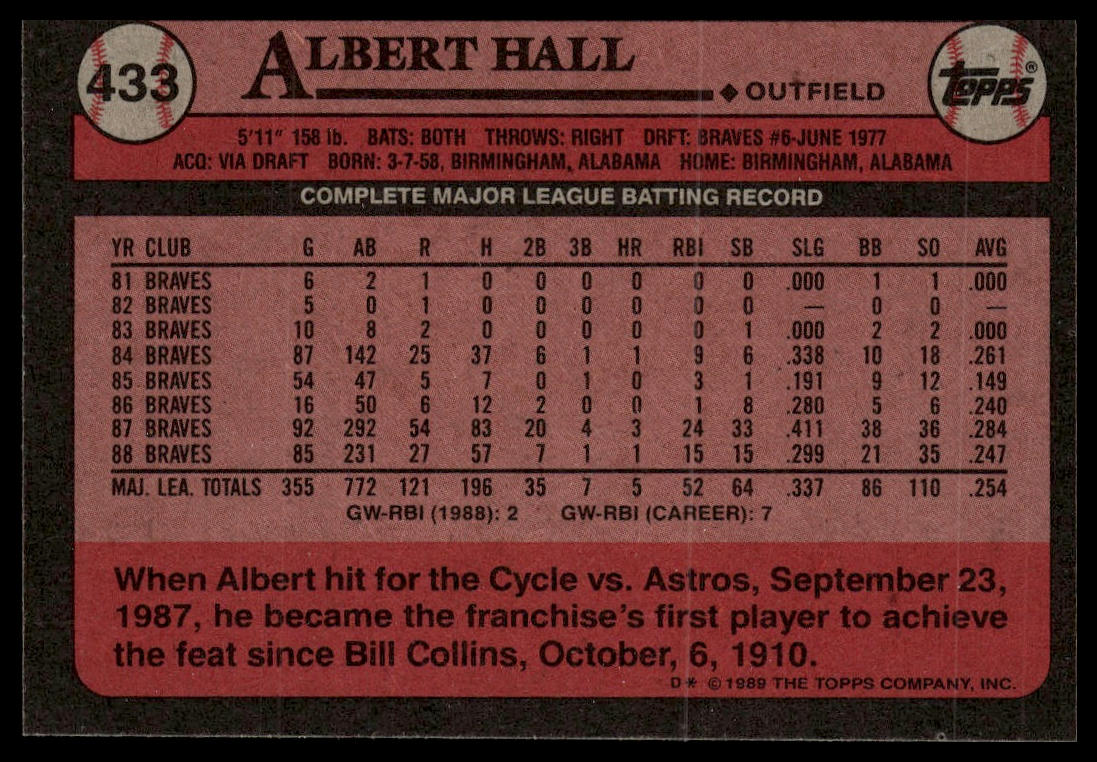 433
ALBERT HALL
◆ OUTFIELD
TOPPS®
5'11" 158 lb. BATS: BOTH THROWS: RIGHT DRFT: BRAVES #6-JUNE 1977
ACQ: VIA DRAFT BORN: 3-7-58, BIRMINGHAM, ALABAMA HOME: BIRMINGHAM, ALABAMA
COMPLETE MAJOR LEAGUE BATTING RECORD
YR CLUB G AB R H 2B 3B HR RBI SB SLG BB SO AVG
81 BRAVES 6 2 1 0 0 0 0 0 0 .000 1 1 .000
82 BRAVES 5 0 1 0 0 0 0 0 0 — 0 0 —
83 BRAVES 10 8 2 0 0 0 0 0 1 .000 2 2 .000
84 BRAVES 87 142 25 37 6 1 1 9 6 .338 10 18 .261
85 BRAVES 54 47 5 7 0 1 0 3 1 .191 9 12 .149
86 BRAVES 16 50 6 12 2 0 0 1 8 .280 5 6 .240
87 BRAVES 92 292 54 83 20 4 3 24 33 .411 38 36 .284
88 BRAVES 85 231 27 57 7 1 1 15 15 .299 21 35 .247
MAJ. LEA. TOTALS 355 772 121 196 35 7 5 52 64 .337 86 110 .254
GW-RBI (1988): 2 GW-RBI (CAREER): 7
When Albert hit for the Cycle vs. Astros, September 23,
1987, he became the franchise's first player to achieve
the feat since Bill Collins, October, 6, 1910.
D* ©1989 THE TOPPS COMPANY, INC.